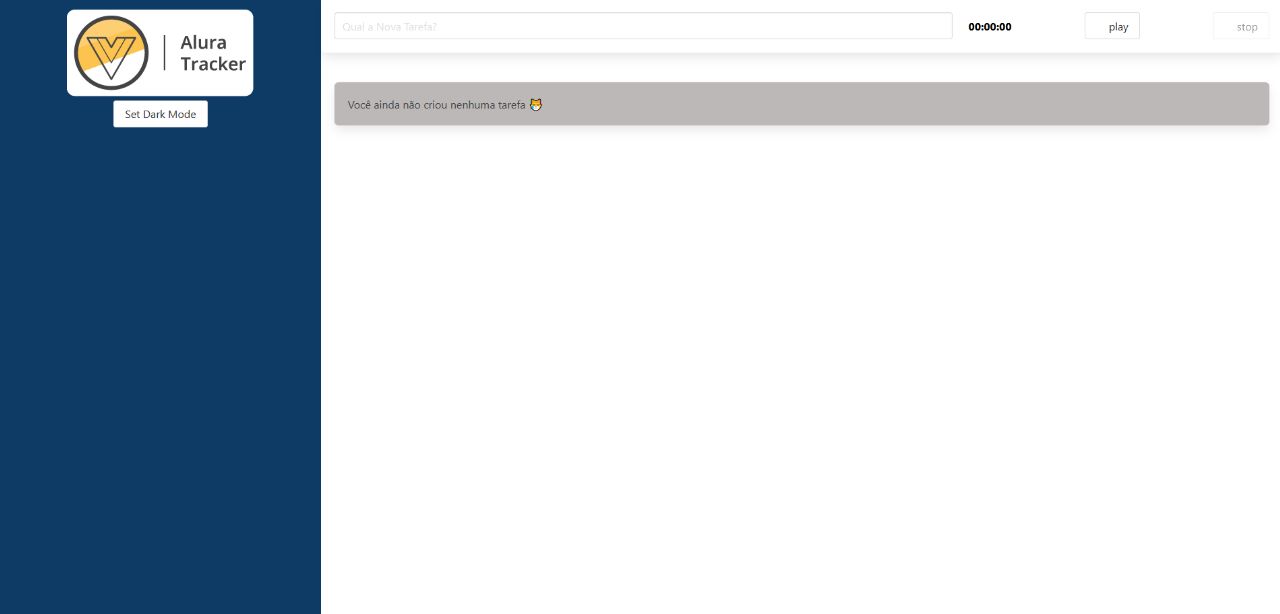 Alura
Tracker
Set Dark Mode
Qual a Nova Tarefa?
00:00:00
play
stop
Você ainda não criou nenhuma tarefa